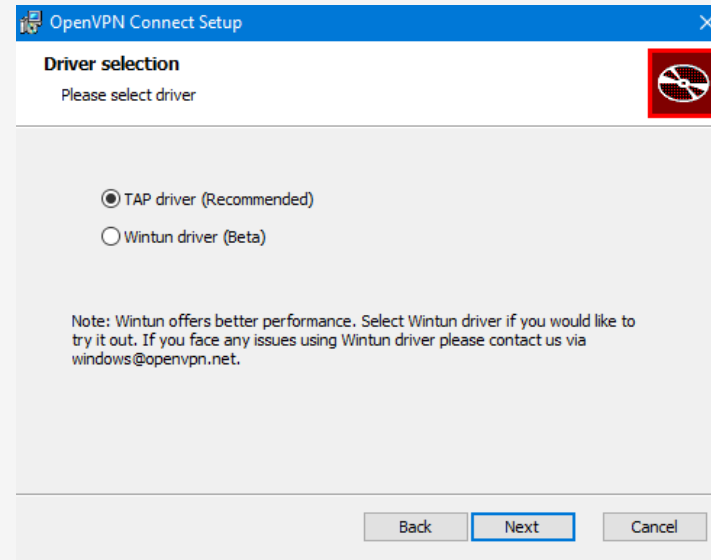 OpenVPN Connect Setup
Driver selection
Please select driver
TAP driver (Recommended)
Wintun driver (Beta)
Note: Wintun offers better performance. Select Wintun driver if you would like to
try it out. If you face any issues using Wintun driver please contact us via
windows@openvpn.net.
Back Next Cancel